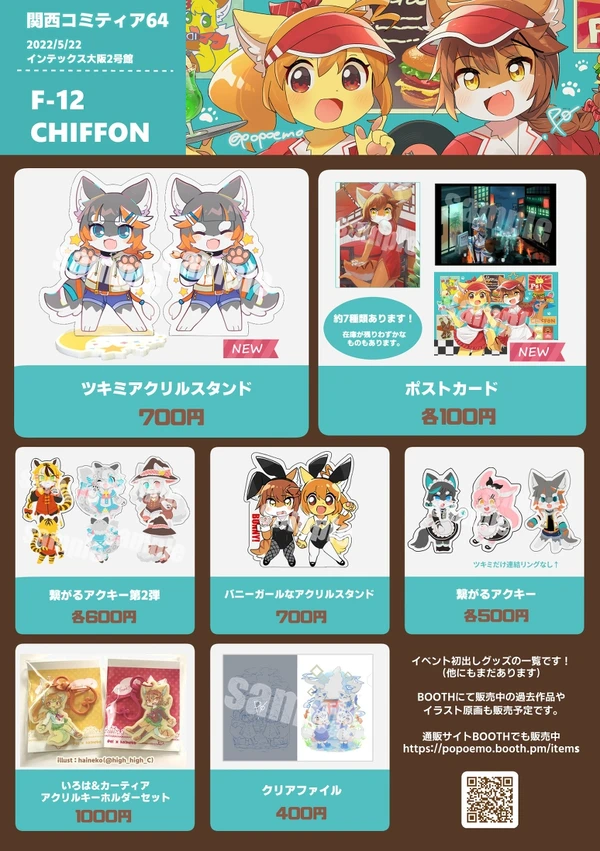 関西コミティア64
2022/5/22
インテックス大阪2号館
F-12
CHIFFON
@popoemo
sample
NEW
ツキミアクリルスタンド
700円
約7種類あります!
在庫が残りわずかな
ものもあります。
NEW
ポストカード
各100円
繋がるアクキー第2弾
各600円
BUNNY!
バニーガールなアクリルスタンド
700円
ツキミだけ連結リングなし↑
繋がるアクキー
各500円
illust:haineko(@high_high_C)
いろは&カーティア
アクリルキーホルダーセット
1000円
sample
クリアファイル
400円
イベント初出しグッズの一覧です!
(他にもまだあります)
BOOTHにて販売中の過去作品や
イラスト原画も販売予定です。
通販サイトBOOTHでも販売中
https://popoemo.booth.pm/items